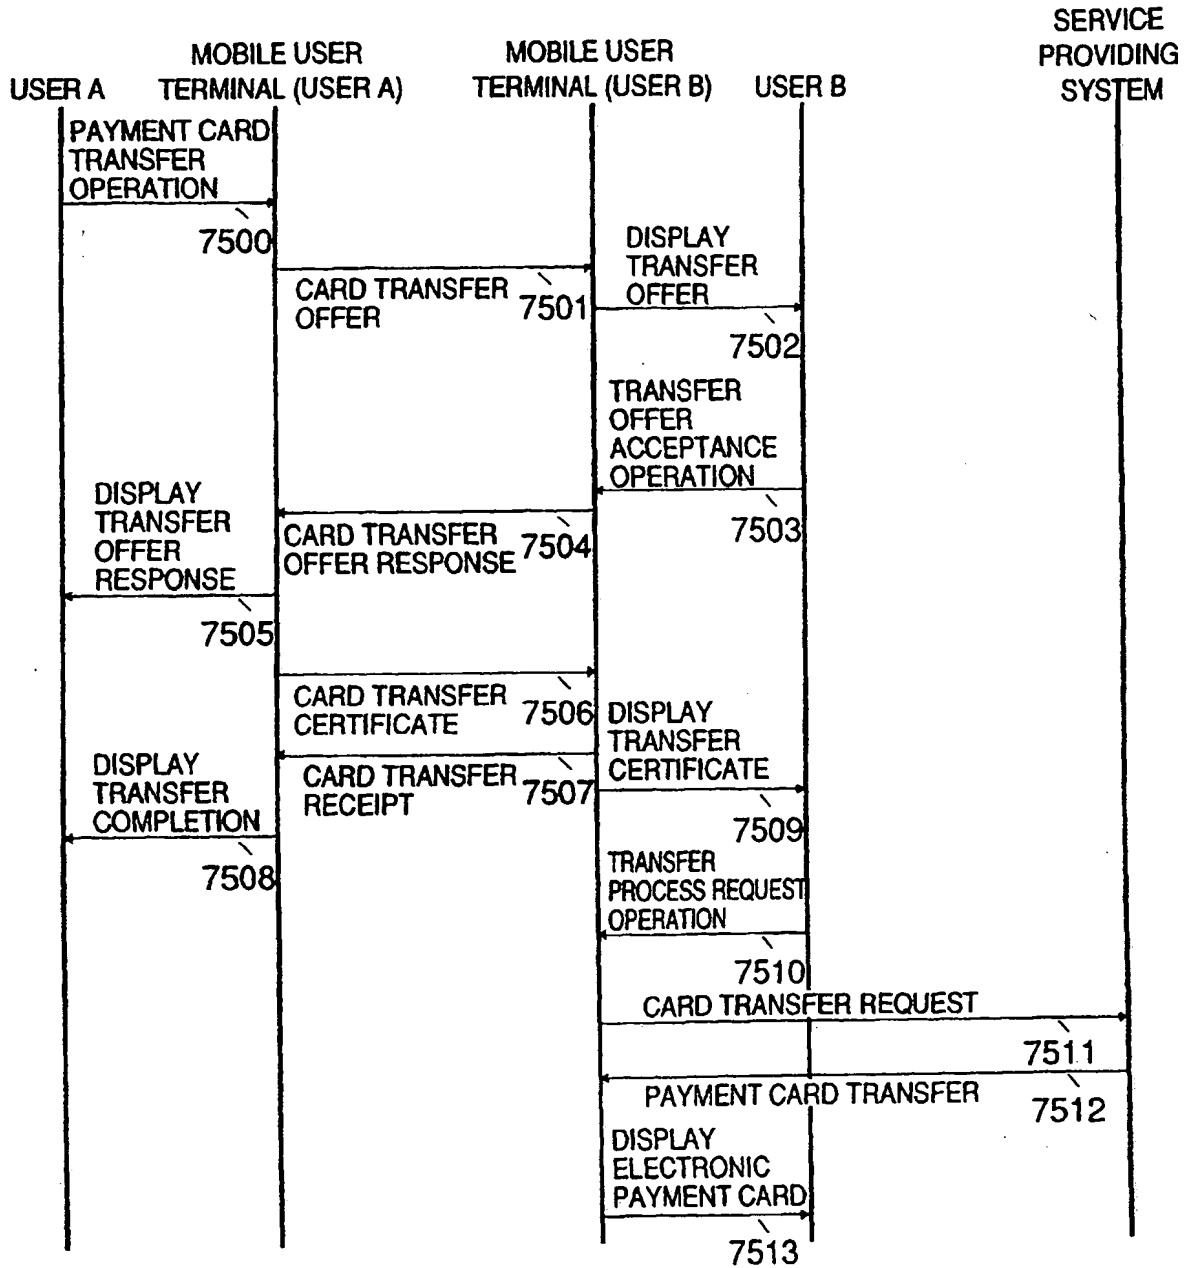 SERVICE
PROVIDING
SYSTEM
MOBILE USER
TERMINAL (USER A)
MOBILE USER
TERMINAL (USER B)
USER A
USER B
PAYMENT CARD
TRANSFER
OPERATION
7500
CARD TRANSFER
OFFER
7501
DISPLAY
TRANSFER
OFFER
7502
TRANSFER
OFFER
ACCEPTANCE
OPERATION
7503
CARD TRANSFER
OFFER RESPONSE
7504
DISPLAY
TRANSFER
OFFER
RESPONSE
7505
CARD TRANSFER
CERTIFICATE
7506
CARD TRANSFER
RECEIPT
7507
DISPLAY
TRANSFER
COMPLETION
7508
DISPLAY
TRANSFER
CERTIFICATE
7509
TRANSFER
PROCESS REQUEST
OPERATION
7510
CARD TRANSFER REQUEST
7511
PAYMENT CARD TRANSFER
7512
DISPLAY
ELECTRONIC
PAYMENT CARD
7513